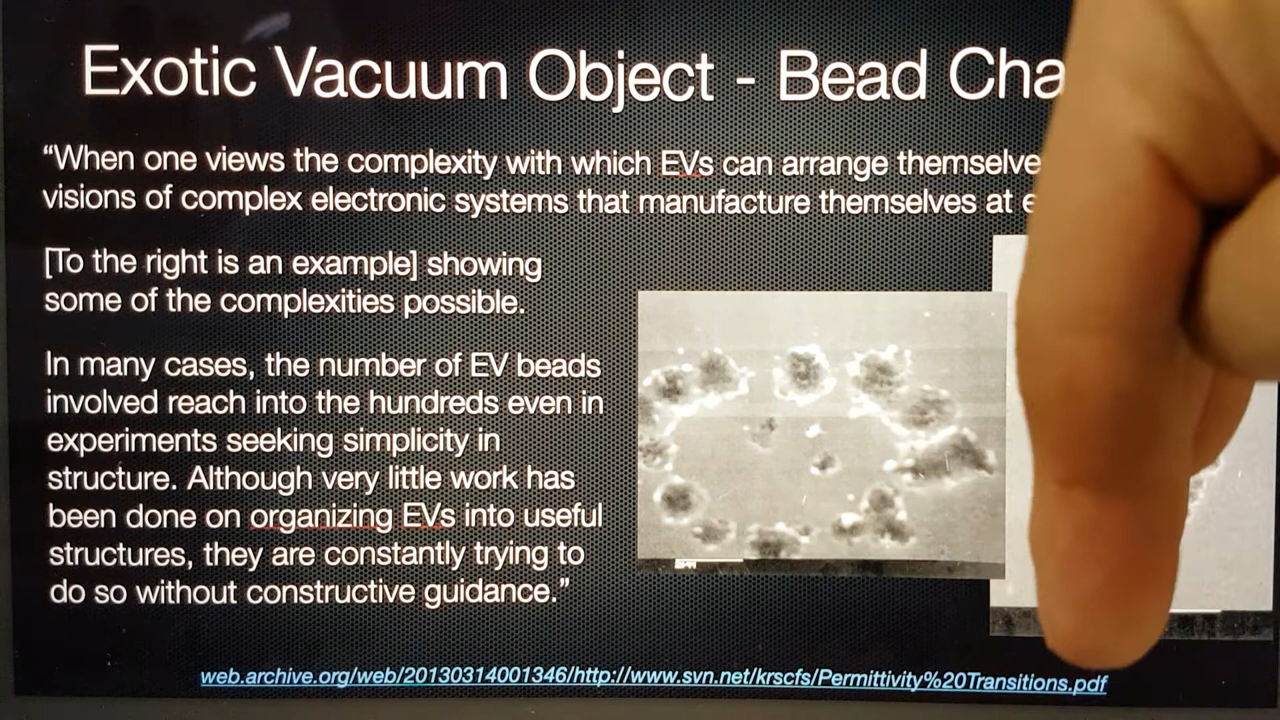 Exotic Vacuum Object - Bead Cha
“When one views the complexity with which EVs can arrange themselve
visions of complex electronic systems that manufacture themselves at e
[To the right is an example] showing
some of the complexities possible.
In many cases, the number of EV beads
involved reach into the hundreds even in
experiments seeking simplicity in
structure. Although very little work has
been done on organizing EVs into useful
structures, they are constantly trying to
do so without constructive guidance.”
web.archive.org/web/20130314001346/http://www.svn.net/krscfs/Permittivity%20Transitions.pdf